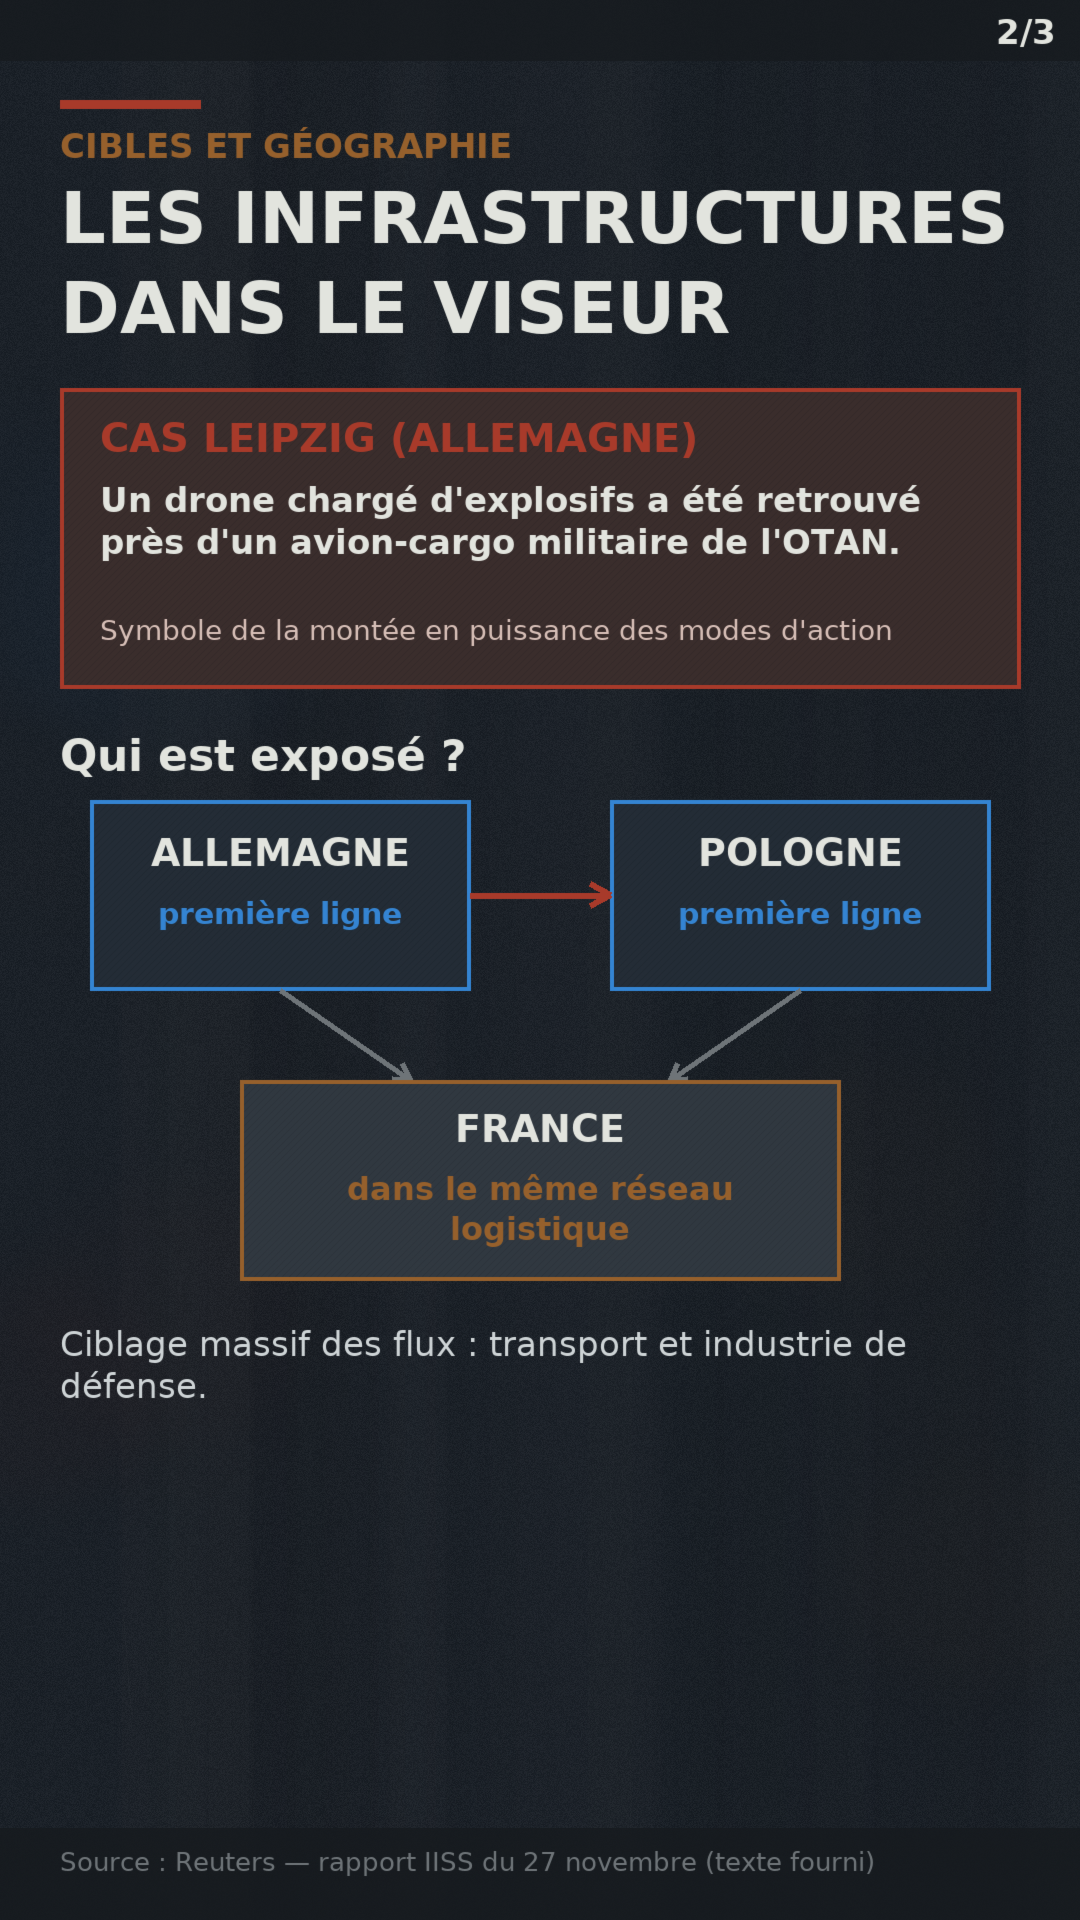 2/3
CIBLES ET GÉOGRAPHIE
LES INFRASTRUCTURES
DANS LE VISEUR
CAS LEIPZIG (ALLEMAGNE)
Un drone chargé d'explosifs a été retrouvé
près d'un avion-cargo militaire de l'OTAN.
Symbole de la montée en puissance des modes d'action
Qui est exposé ?
ALLEMAGNE
première ligne
POLOGNE
première ligne
FRANCE
dans le même réseau
logistique
Ciblage massif des flux : transport et industrie de
défense.
Source : Reuters — rapport IISS du 27 novembre (texte fourni)